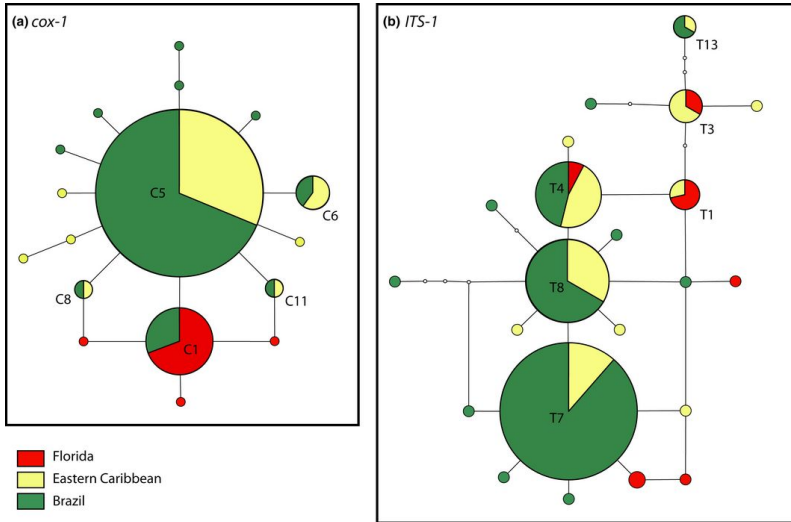 (a) cox-1
C5
C6
C8
C11
C1
Florida
Eastern Caribbean
Brazil
(b) ITS-1
T13
T3
T4
T1
T8
T7